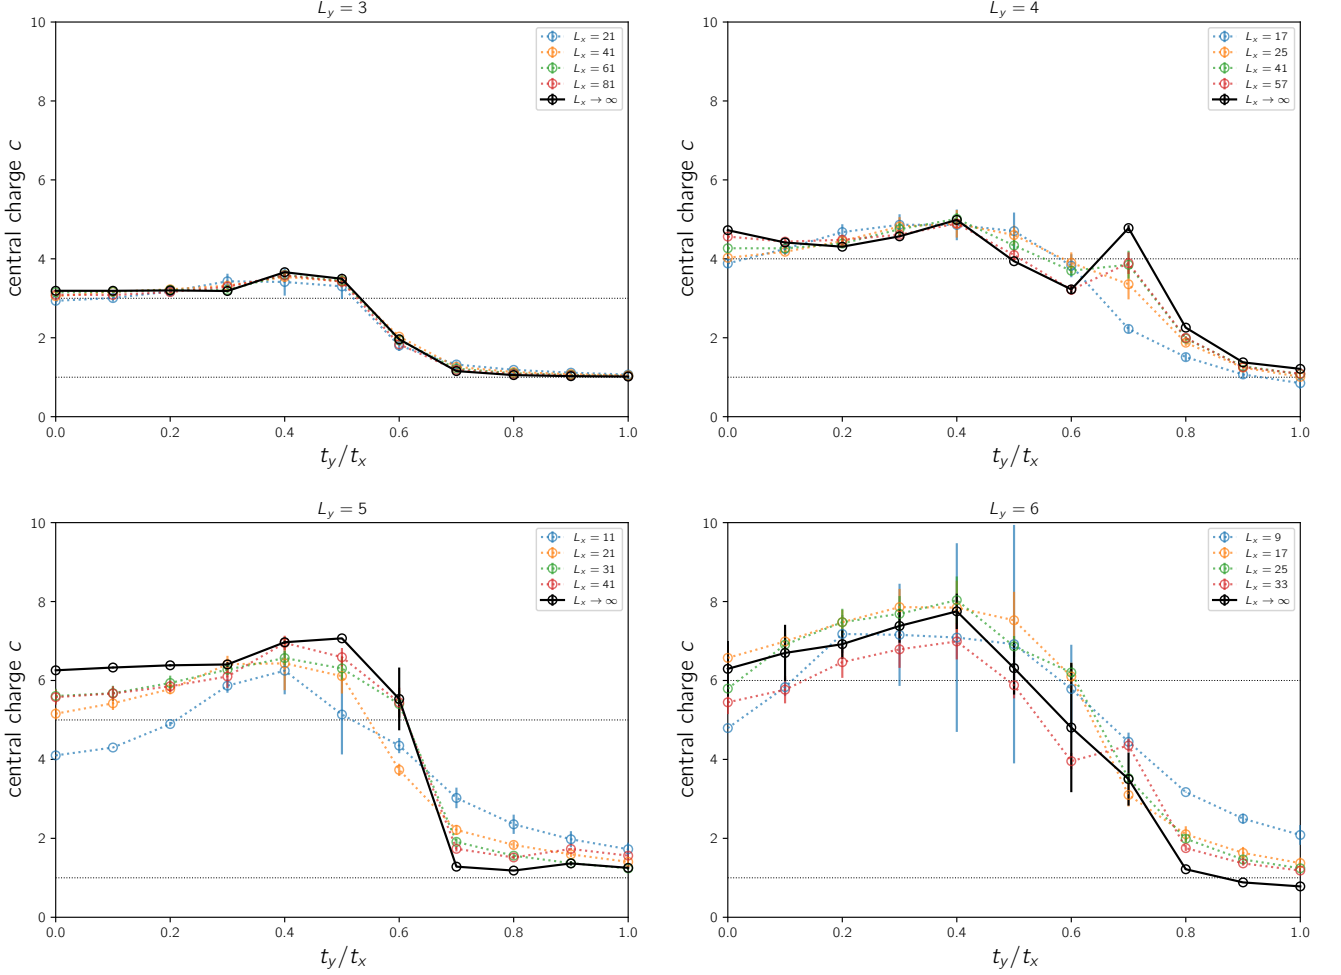 L_y = 3
10
8
6
4
2
0
central charge c
0.0 0.2 0.4 0.6 0.8 1.0
t_y/t_x
L_x = 21
L_x = 41
L_x = 61
L_x = 81
L_x → ∞
L_y = 4
10
8
6
4
2
0
central charge c
0.0 0.2 0.4 0.6 0.8 1.0
t_y/t_x
L_x = 17
L_x = 25
L_x = 41
L_x = 57
L_x → ∞
L_y = 5
10
8
6
4
2
0
central charge c
0.0 0.2 0.4 0.6 0.8 1.0
t_y/t_x
L_x = 11
L_x = 21
L_x = 31
L_x = 41
L_x → ∞
L_y = 6
10
8
6
4
2
0
central charge c
0.0 0.2 0.4 0.6 0.8 1.0
t_y/t_x
L_x = 9
L_x = 17
L_x = 25
L_x = 33
L_x → ∞